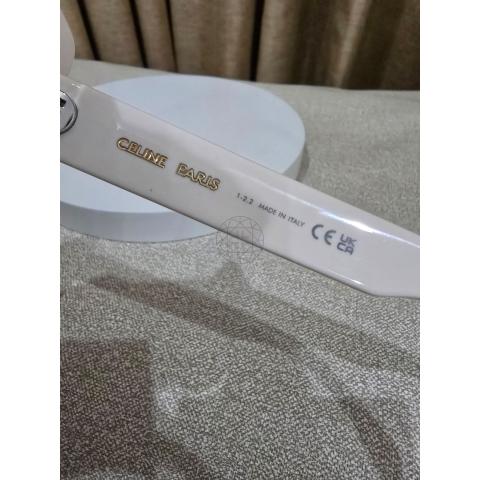 CELINE PARIS
1-2.2 MADE IN ITALY CE UK
CA